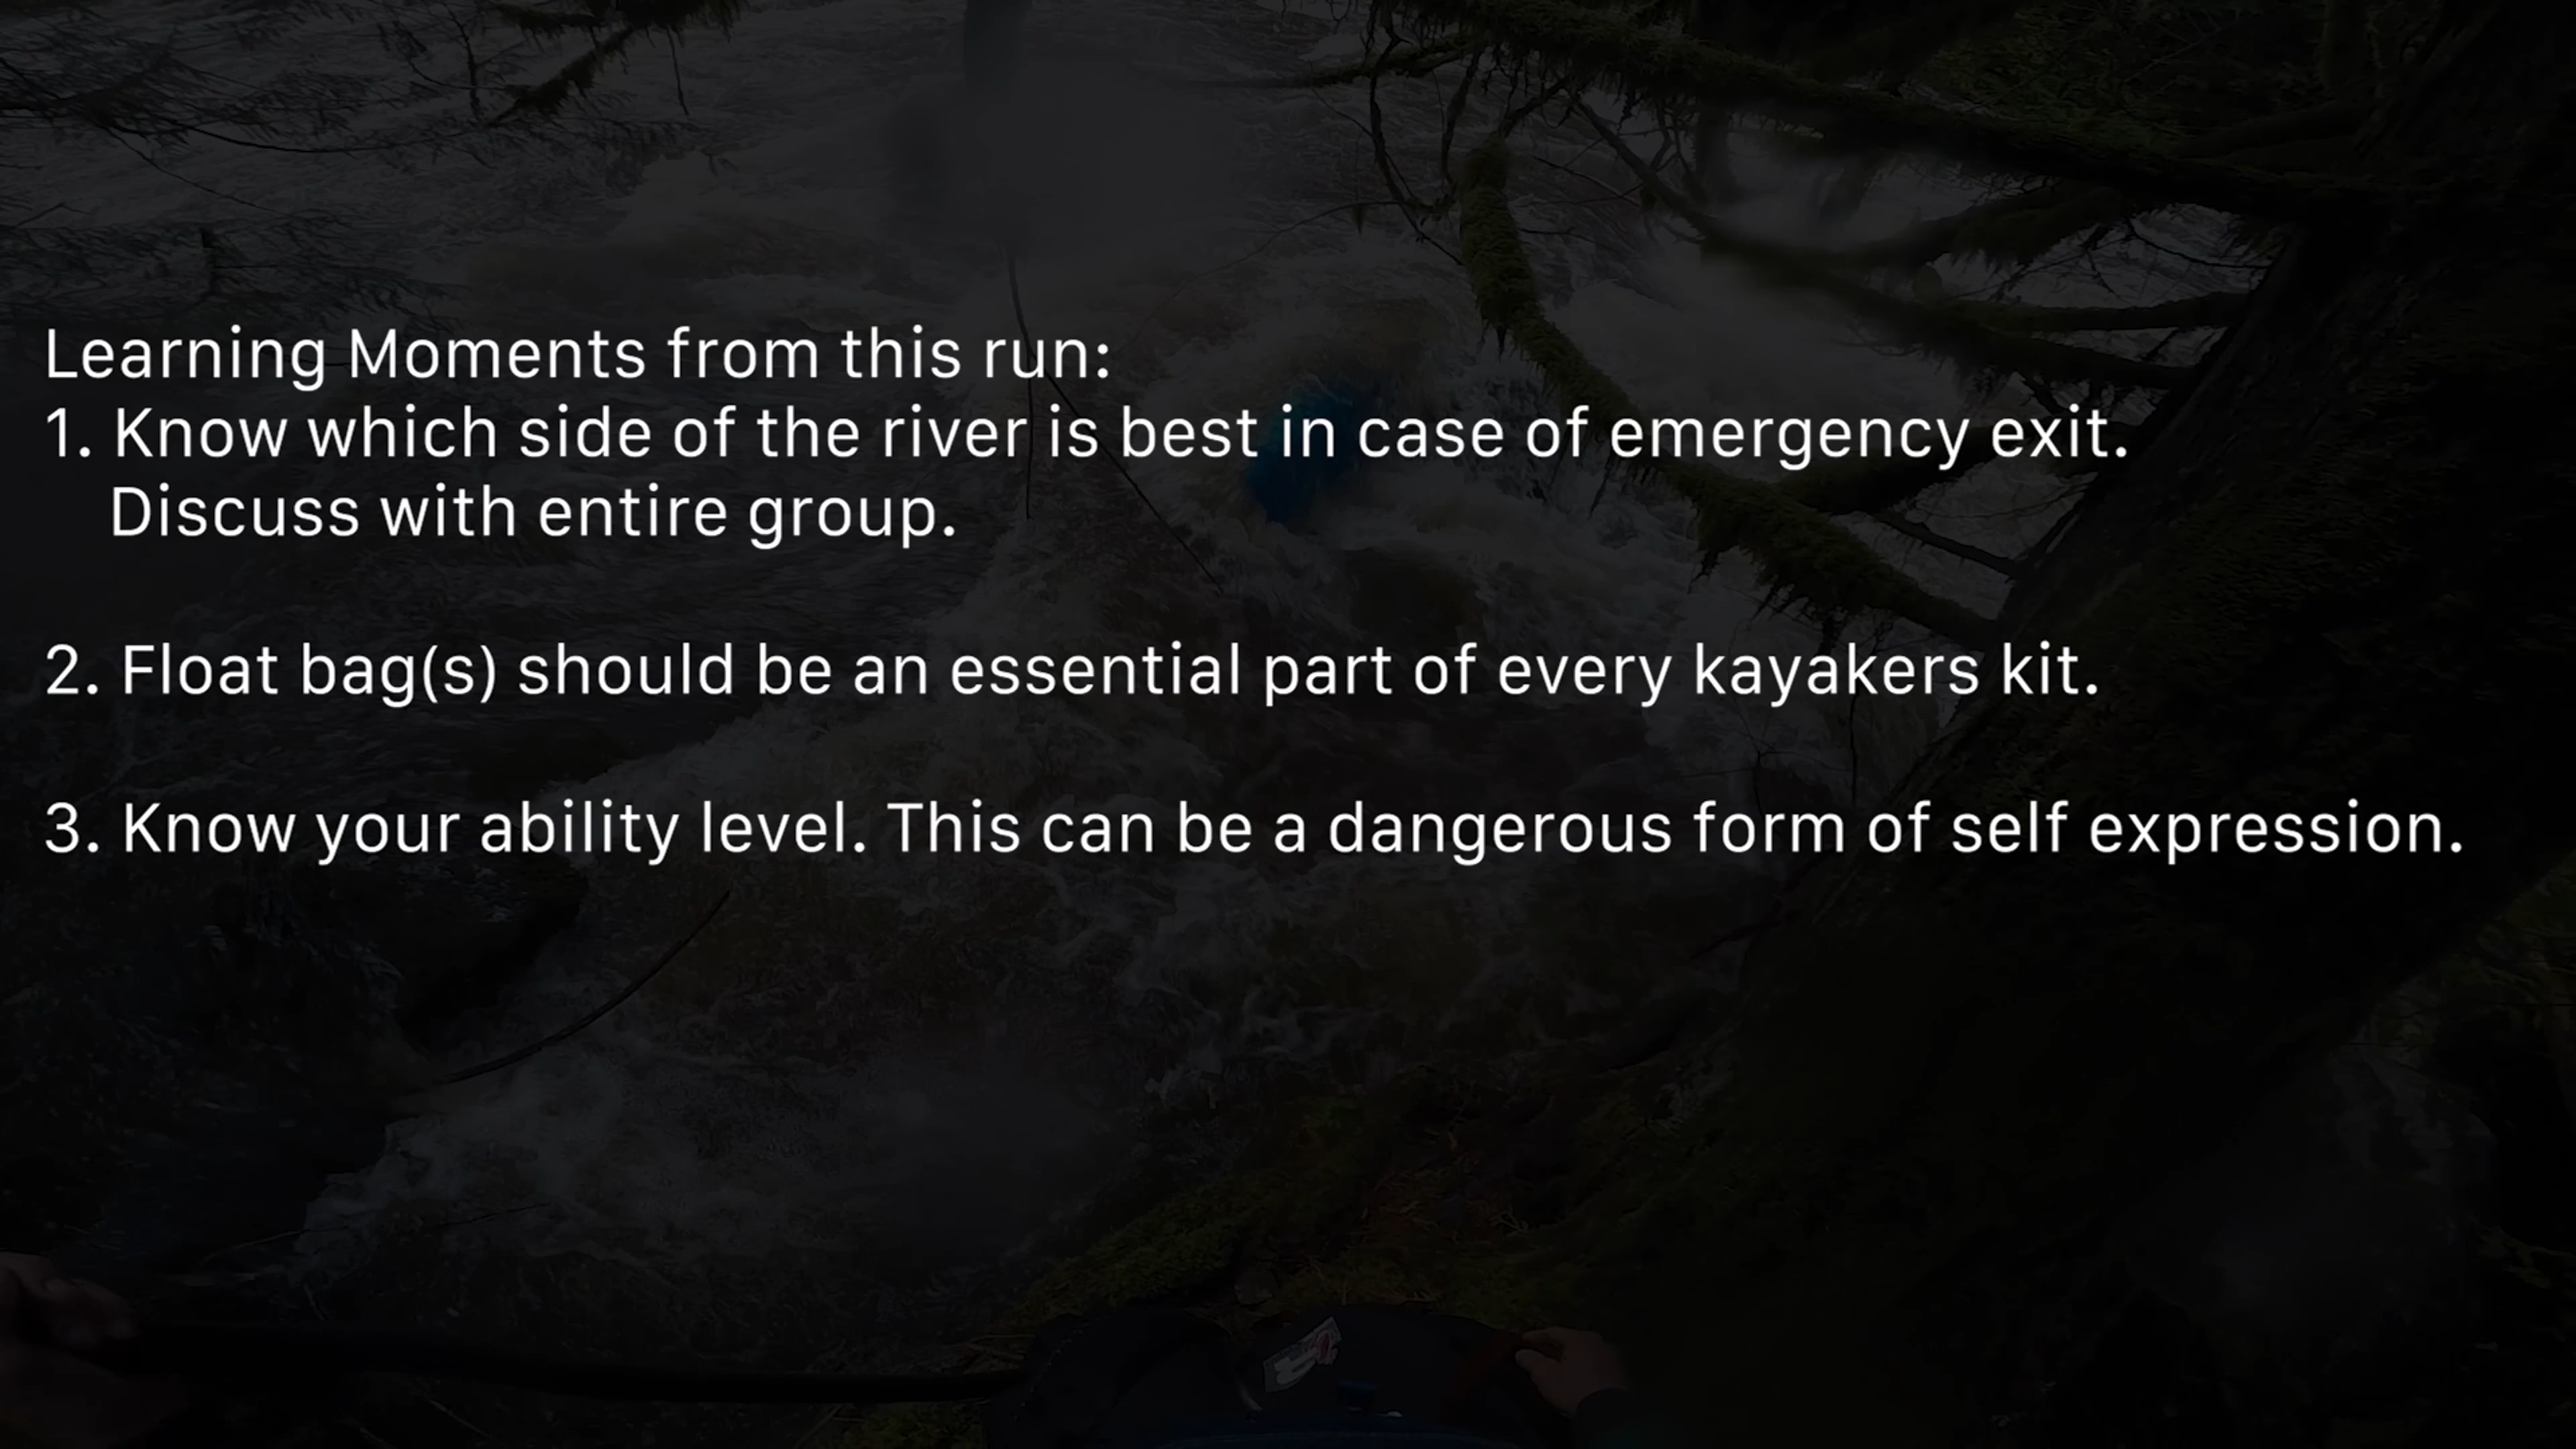 Learning Moments from this run:
1. Know which side of the river is best in case of emergency exit.
Discuss with entire group.
2. Float bag(s) should be an essential part of every kayakers kit.
3. Know your ability level. This can be a dangerous form of self expression.